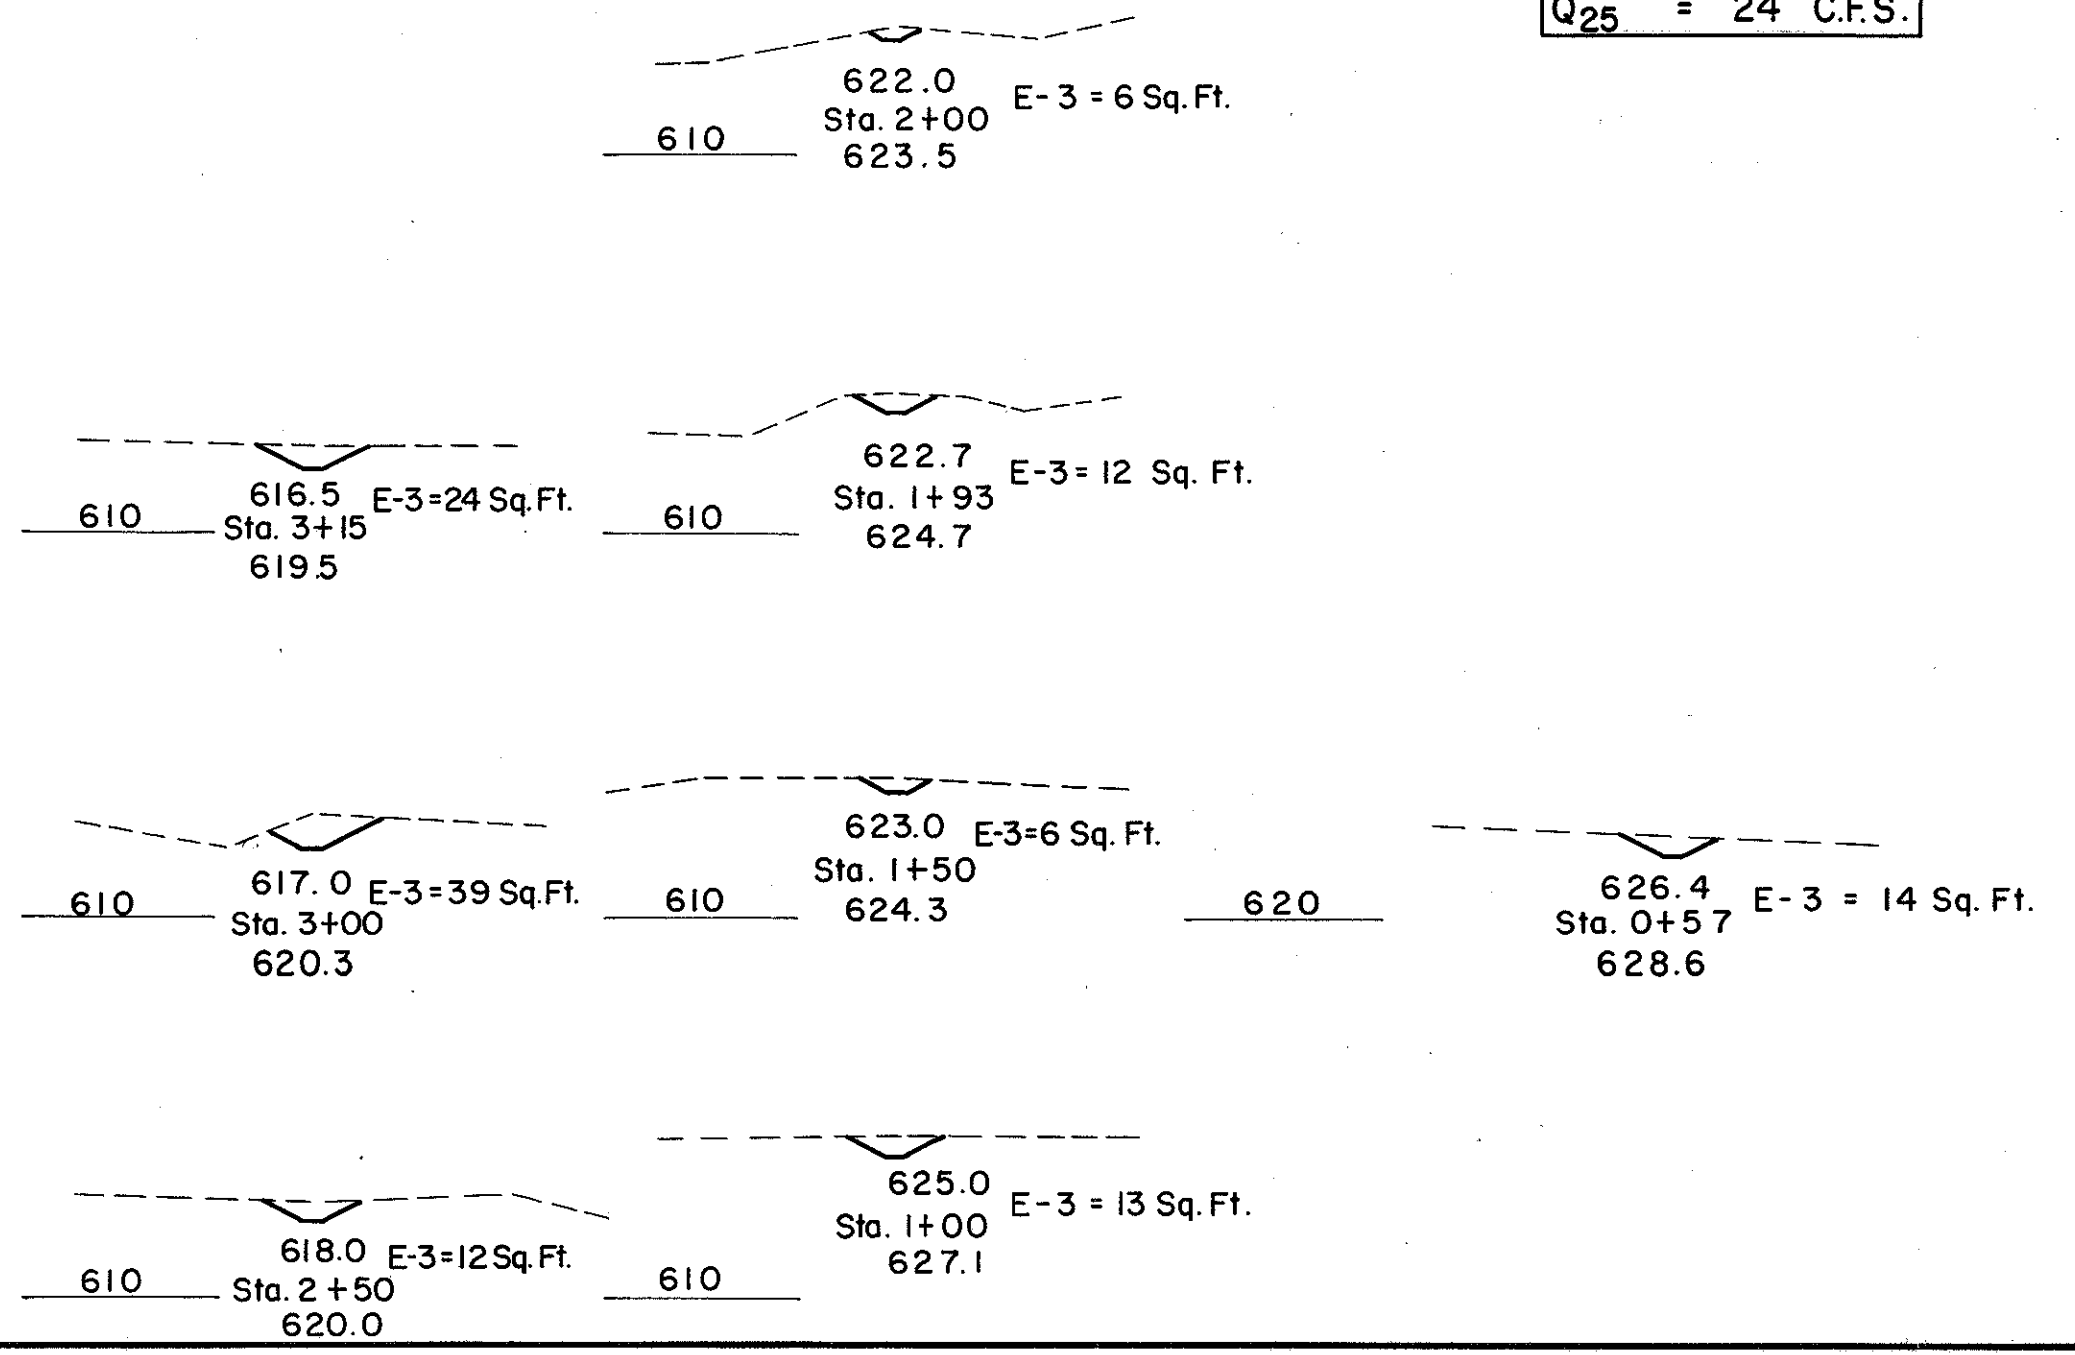 Q25 = 24 C.F.S.
622.0
E-3 = 6 Sq. Ft.
Sta. 2+00
610
623.5
622.7
E-3= 12 Sq. Ft.
Sta. 1+93
610
624.7
616.5
E-3=24 Sq. Ft.
610
Sta. 3+15
619.5
623.0
E-3=6 Sq. Ft.
Sta. 1+50
610
624.3
617.0
E-3=39 Sq. Ft.
610
Sta. 3+00
620.3
626.4
E-3 = 14 Sq. Ft.
620
Sta. 0+57
628.6
625.0
E-3 = 13 Sq. Ft.
Sta. 1+00
627.1
610
618.0
E-3=12 Sq. Ft.
610
Sta. 2+50
620.0